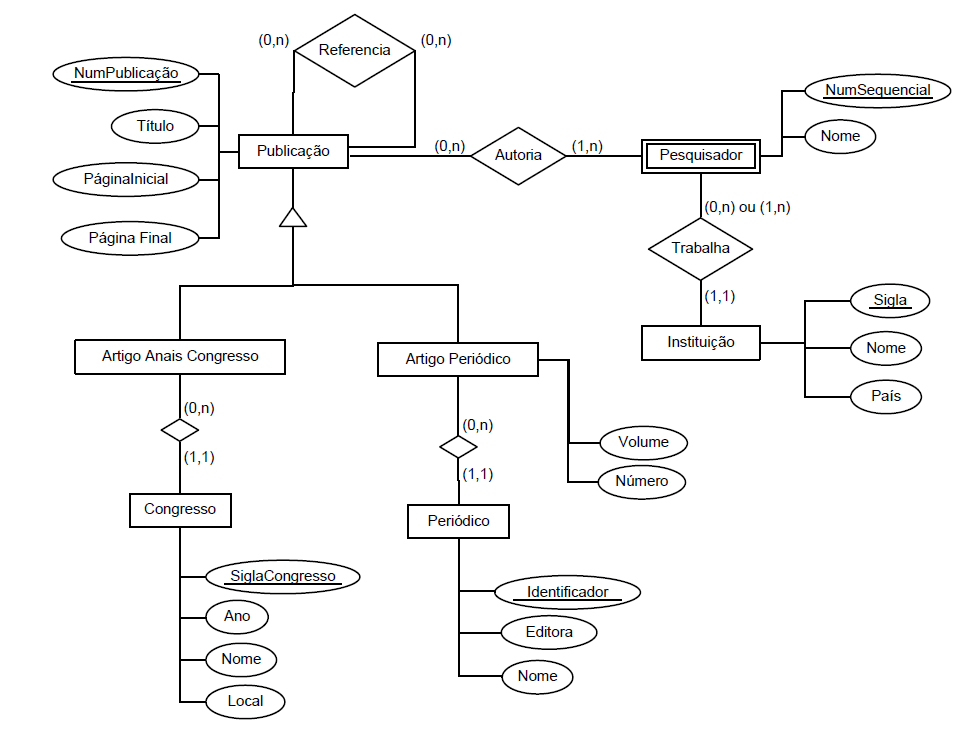 (0,n)
Referencia
(0,n)
NumPublicação
Título
PáginaInicial
Página Final
Publicação
(0,n)
Autoria
(1,n)
Pesquisador
NumSequencial
Nome
(0,n) ou (1,n)
Trabalha
(1,1)
Instituição
Sigla
Nome
País
Artigo Anais Congresso
(0,n)
(1,1)
Congresso
SiglaCongresso
Ano
Nome
Local
Artigo Periódico
(0,n)
(1,1)
Volume
Número
Periódico
Identificador
Editora
Nome